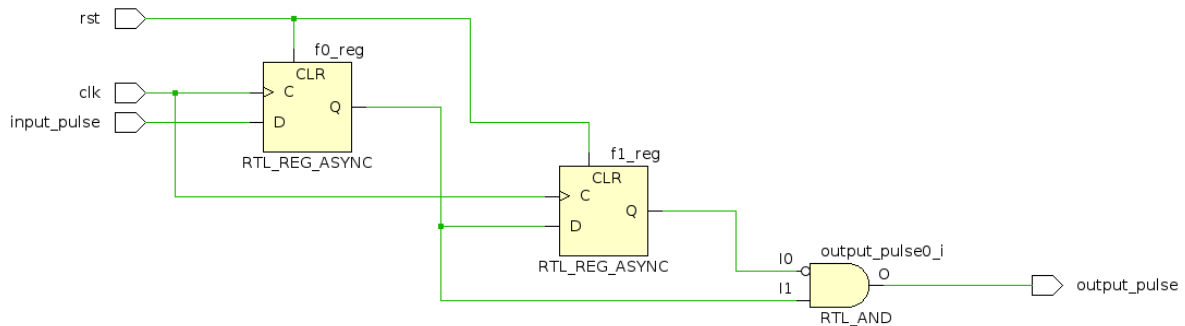 rst
f0_reg
CLR
clk
C
Q
input_pulse
D
RTL_REG_ASYNC
f1_reg
CLR
C
Q
D
RTL_REG_ASYNC
output_pulse0_i
I0
O
I1
output_pulse
RTL_AND